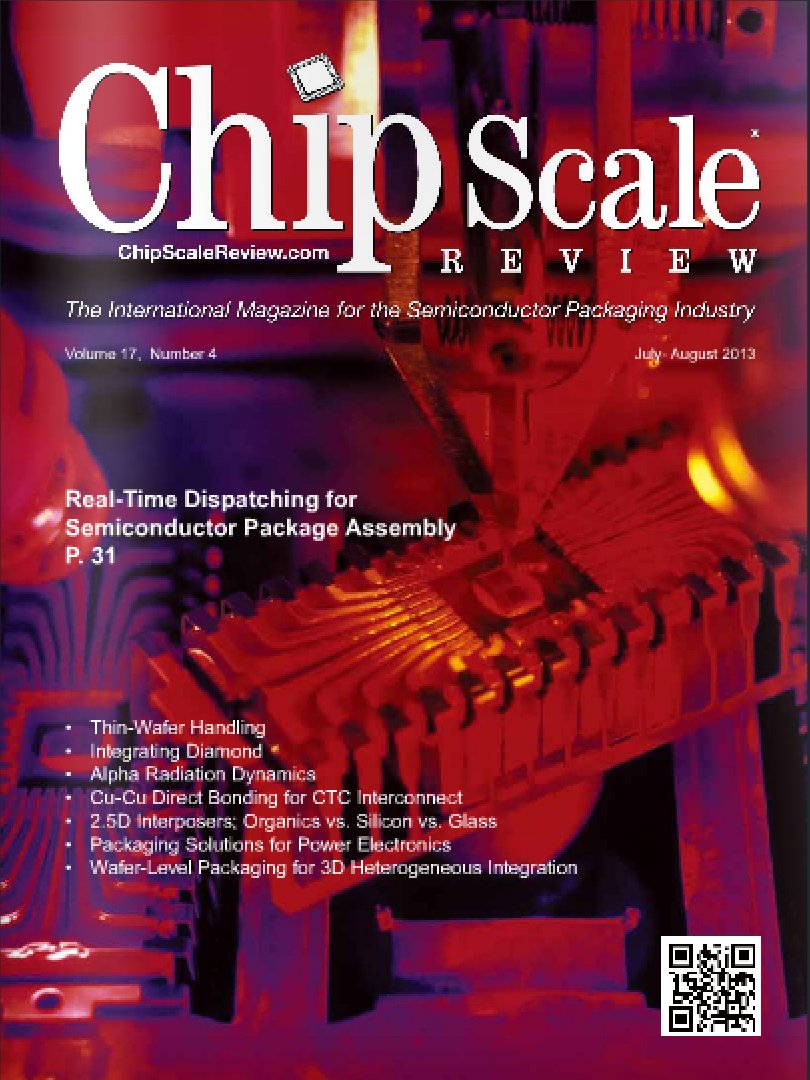 Chip Scale
ChipScaleReview.com
REVIEW
The International Magazine for the Semiconductor Packaging Industry
Volume 17, Number 4
July- August 2013
Real-Time Dispatching for
Semiconductor Package Assembly
P. 31
• Thin-Wafer Handling
• Integrating Diamond
• Alpha Radiation Dynamics
• Cu-Cu Direct Bonding for CTC Interconnect
• 2.5D Interposers; Organics vs. Silicon vs. Glass
• Packaging Solutions for Power Electronics
• Wafer-Level Packaging for 3D Heterogeneous Integration